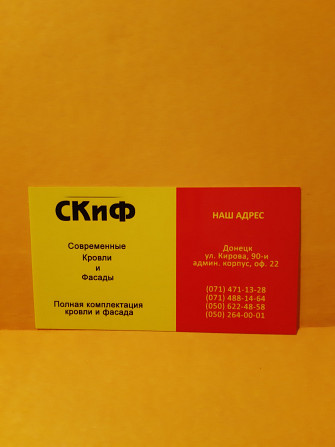 СКиФ
Современные
Кровли
и
Фасады
Полная комплектация
кровли и фасада
НАШ АДРЕС
Донецк
ул. Кирова, 90-и
админ. корпус, оф. 22
(071) 471-13-28
(071) 488-14-64
(050) 622-48-58
(050) 264-00-01